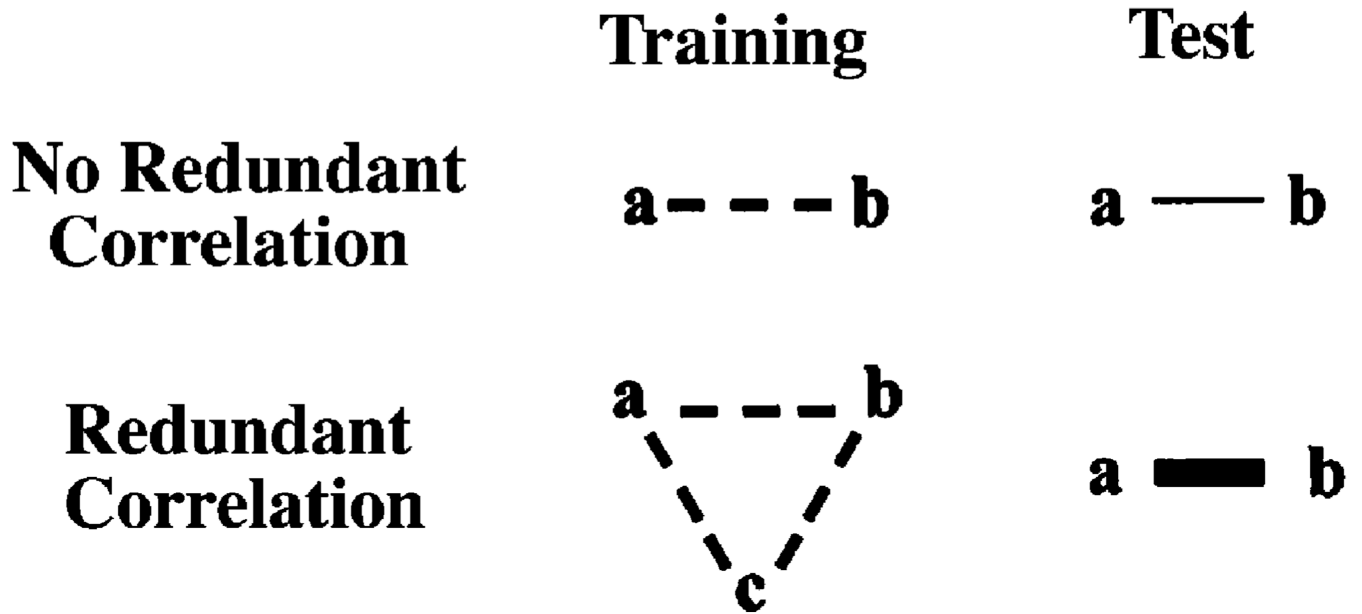 Training Test
No Redundant
Correlation
a b a b
a b
Redundant
Correlation
a b
c